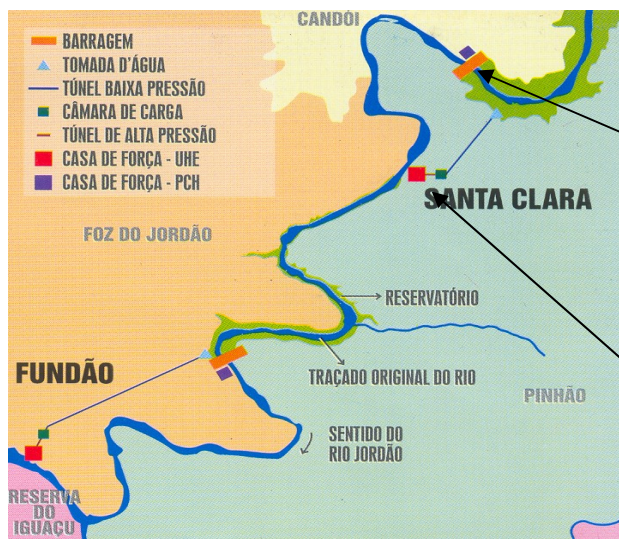 CANDÓI
BARRAGEM
TOMADA D'ÁGUA
TÚNEL BAIXA PRESSÃO
CÂMARA DE CARGA
TÚNEL DE ALTA PRESSÃO
CASA DE FORÇA - UHE
CASA DE FORÇA - PCH
SANTA CLARA
FOZ DO JORDÃO
RESERVATÓRIO
FUNDÃO
TRAÇADO ORIGINAL DO RIO
PINHÃO
SENTIDO DO
RIO JORDÃO
RESERVA
DO
IGUAÇU